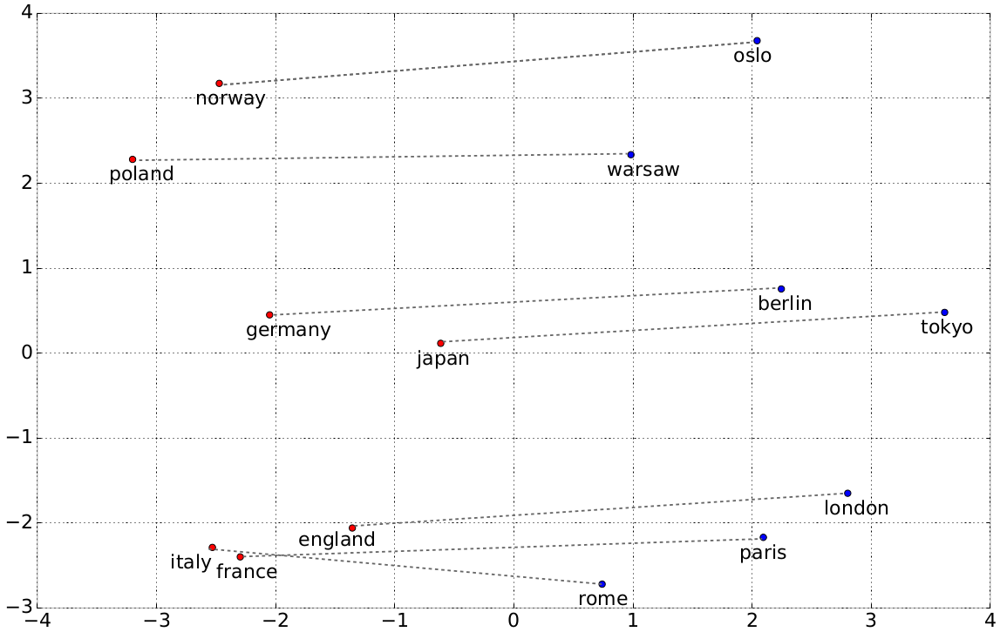 4
oslo
norway
3
poland
warsaw
2
1
berlin
germany
tokyo
japan
0
−1
london
−2
england
paris
italy
france
rome
−3
−4 −3 −2 −1 0 1 2 3 4